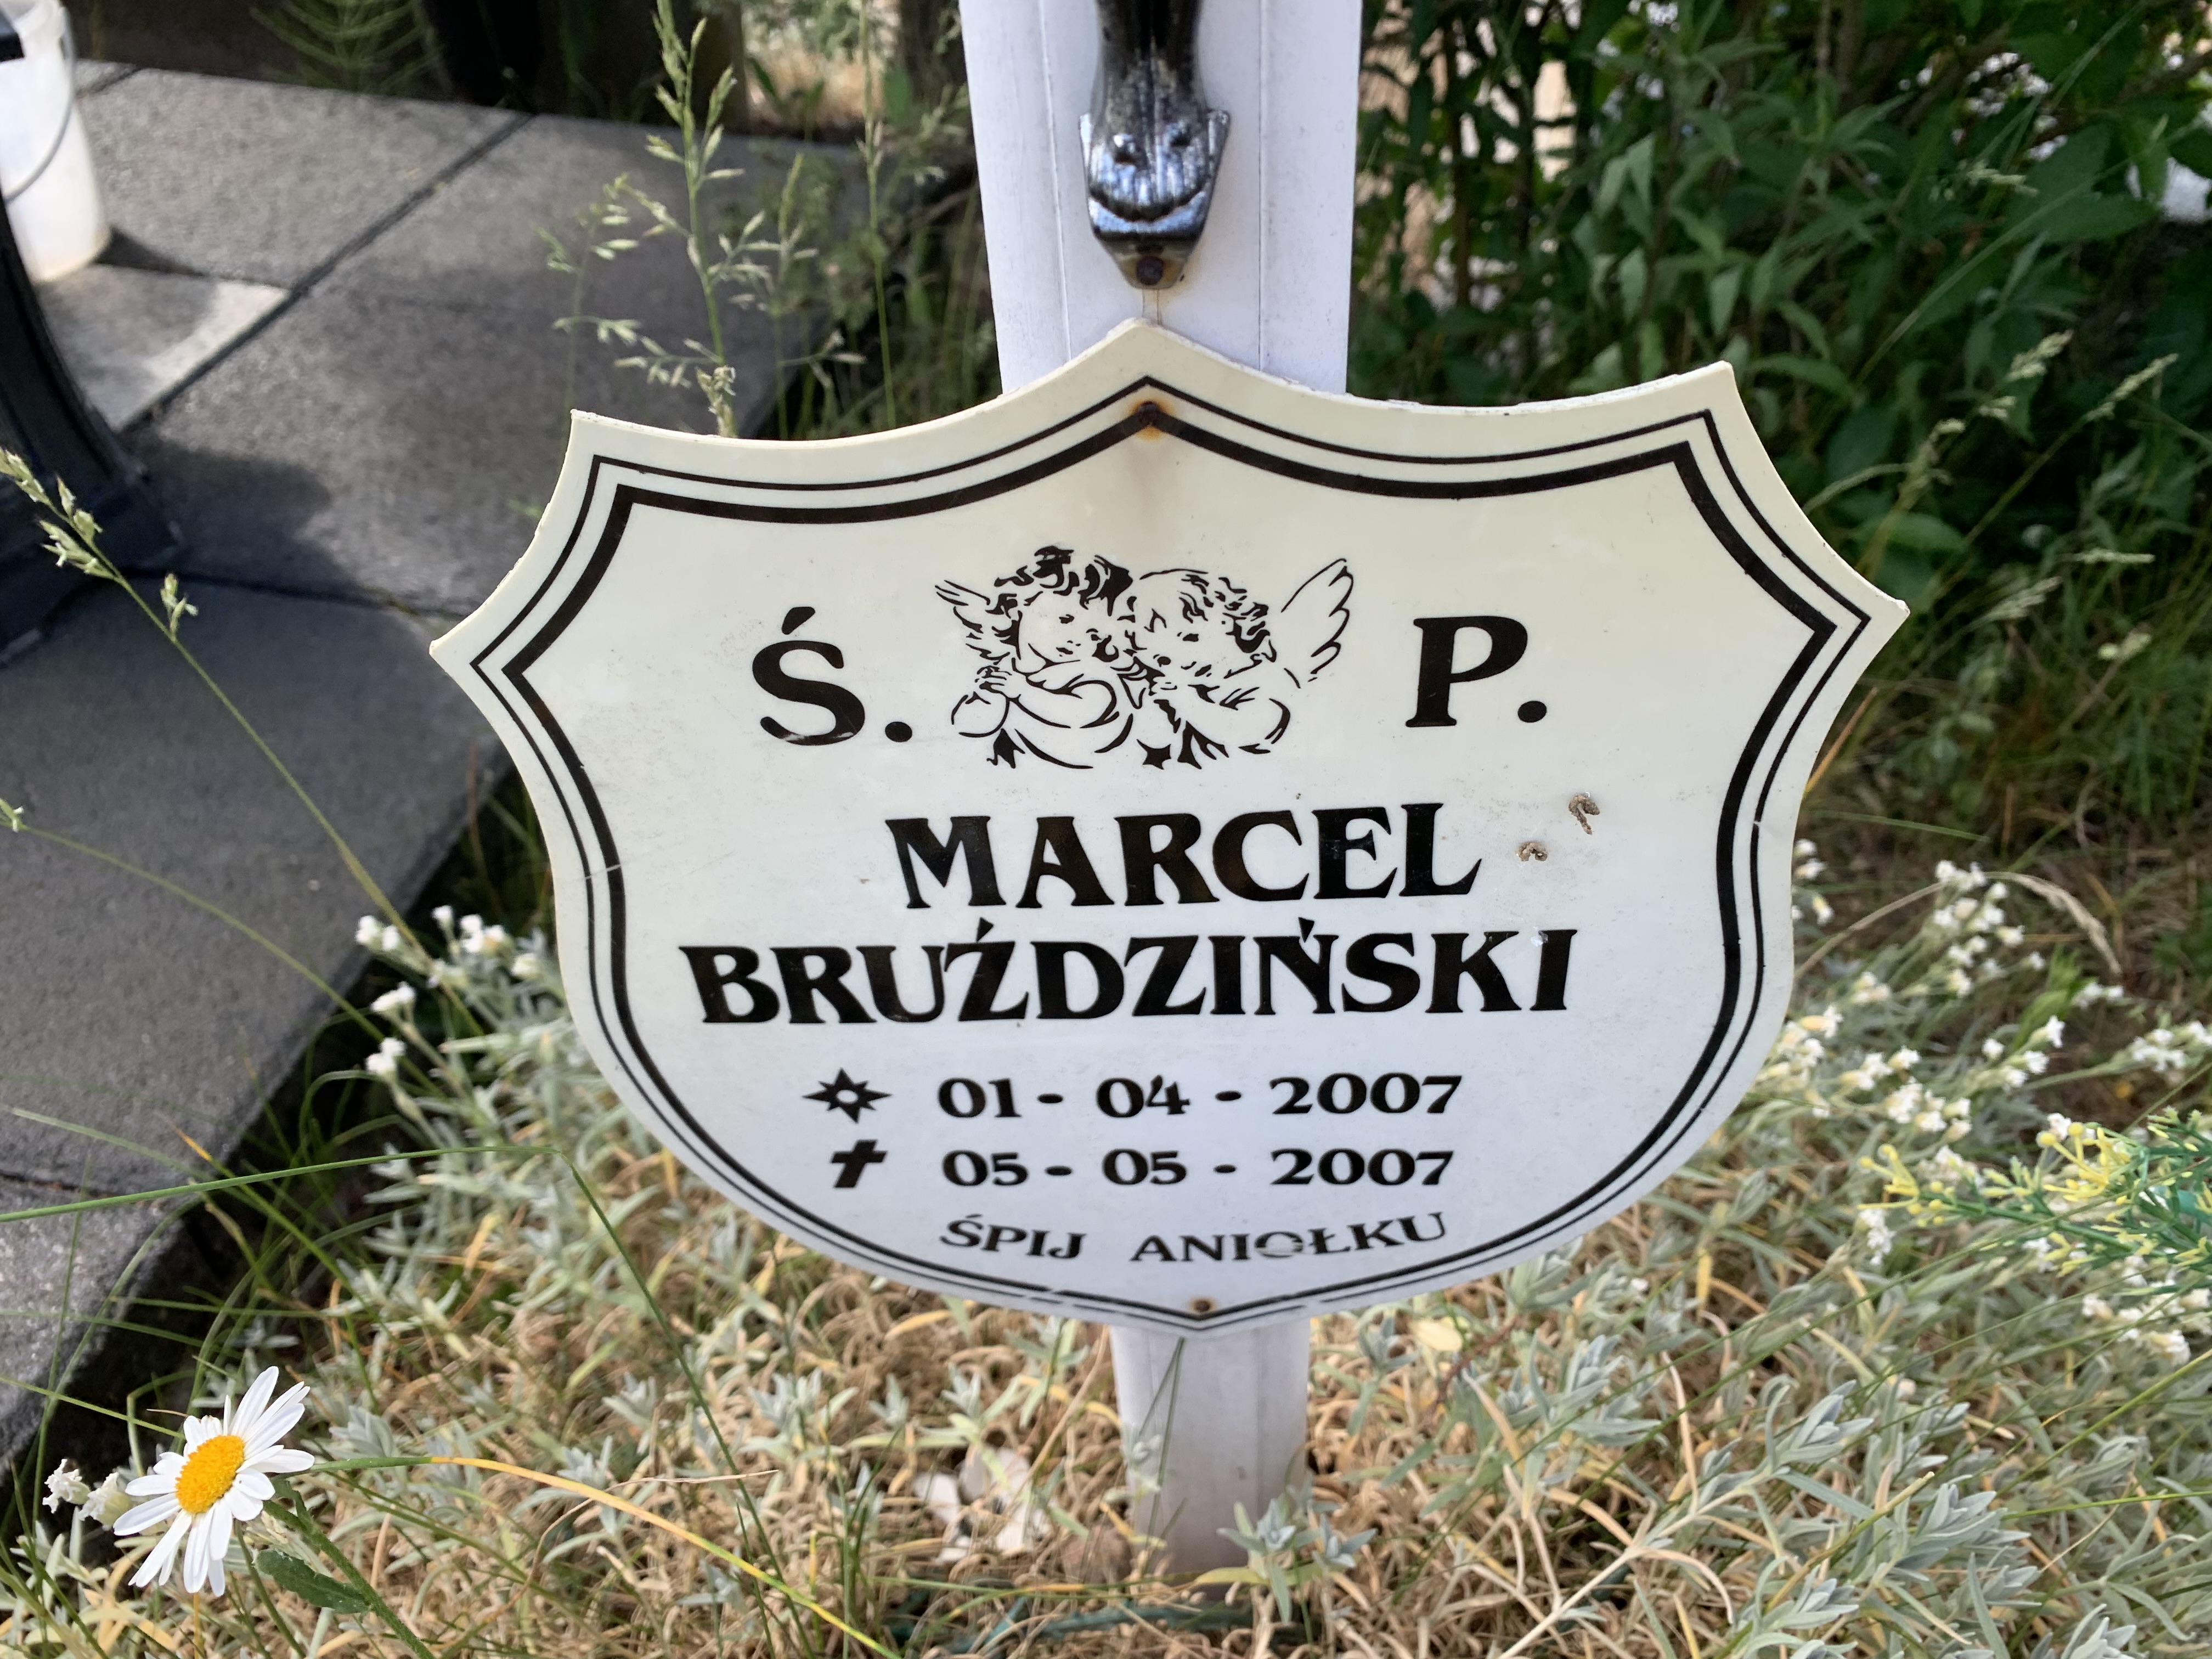 Ś. P.
MARCEL
BRUŹDZIŃSKI
01 - 04 - 2007
05 - 05 - 2007
ŚPIJ ANIOŁKU